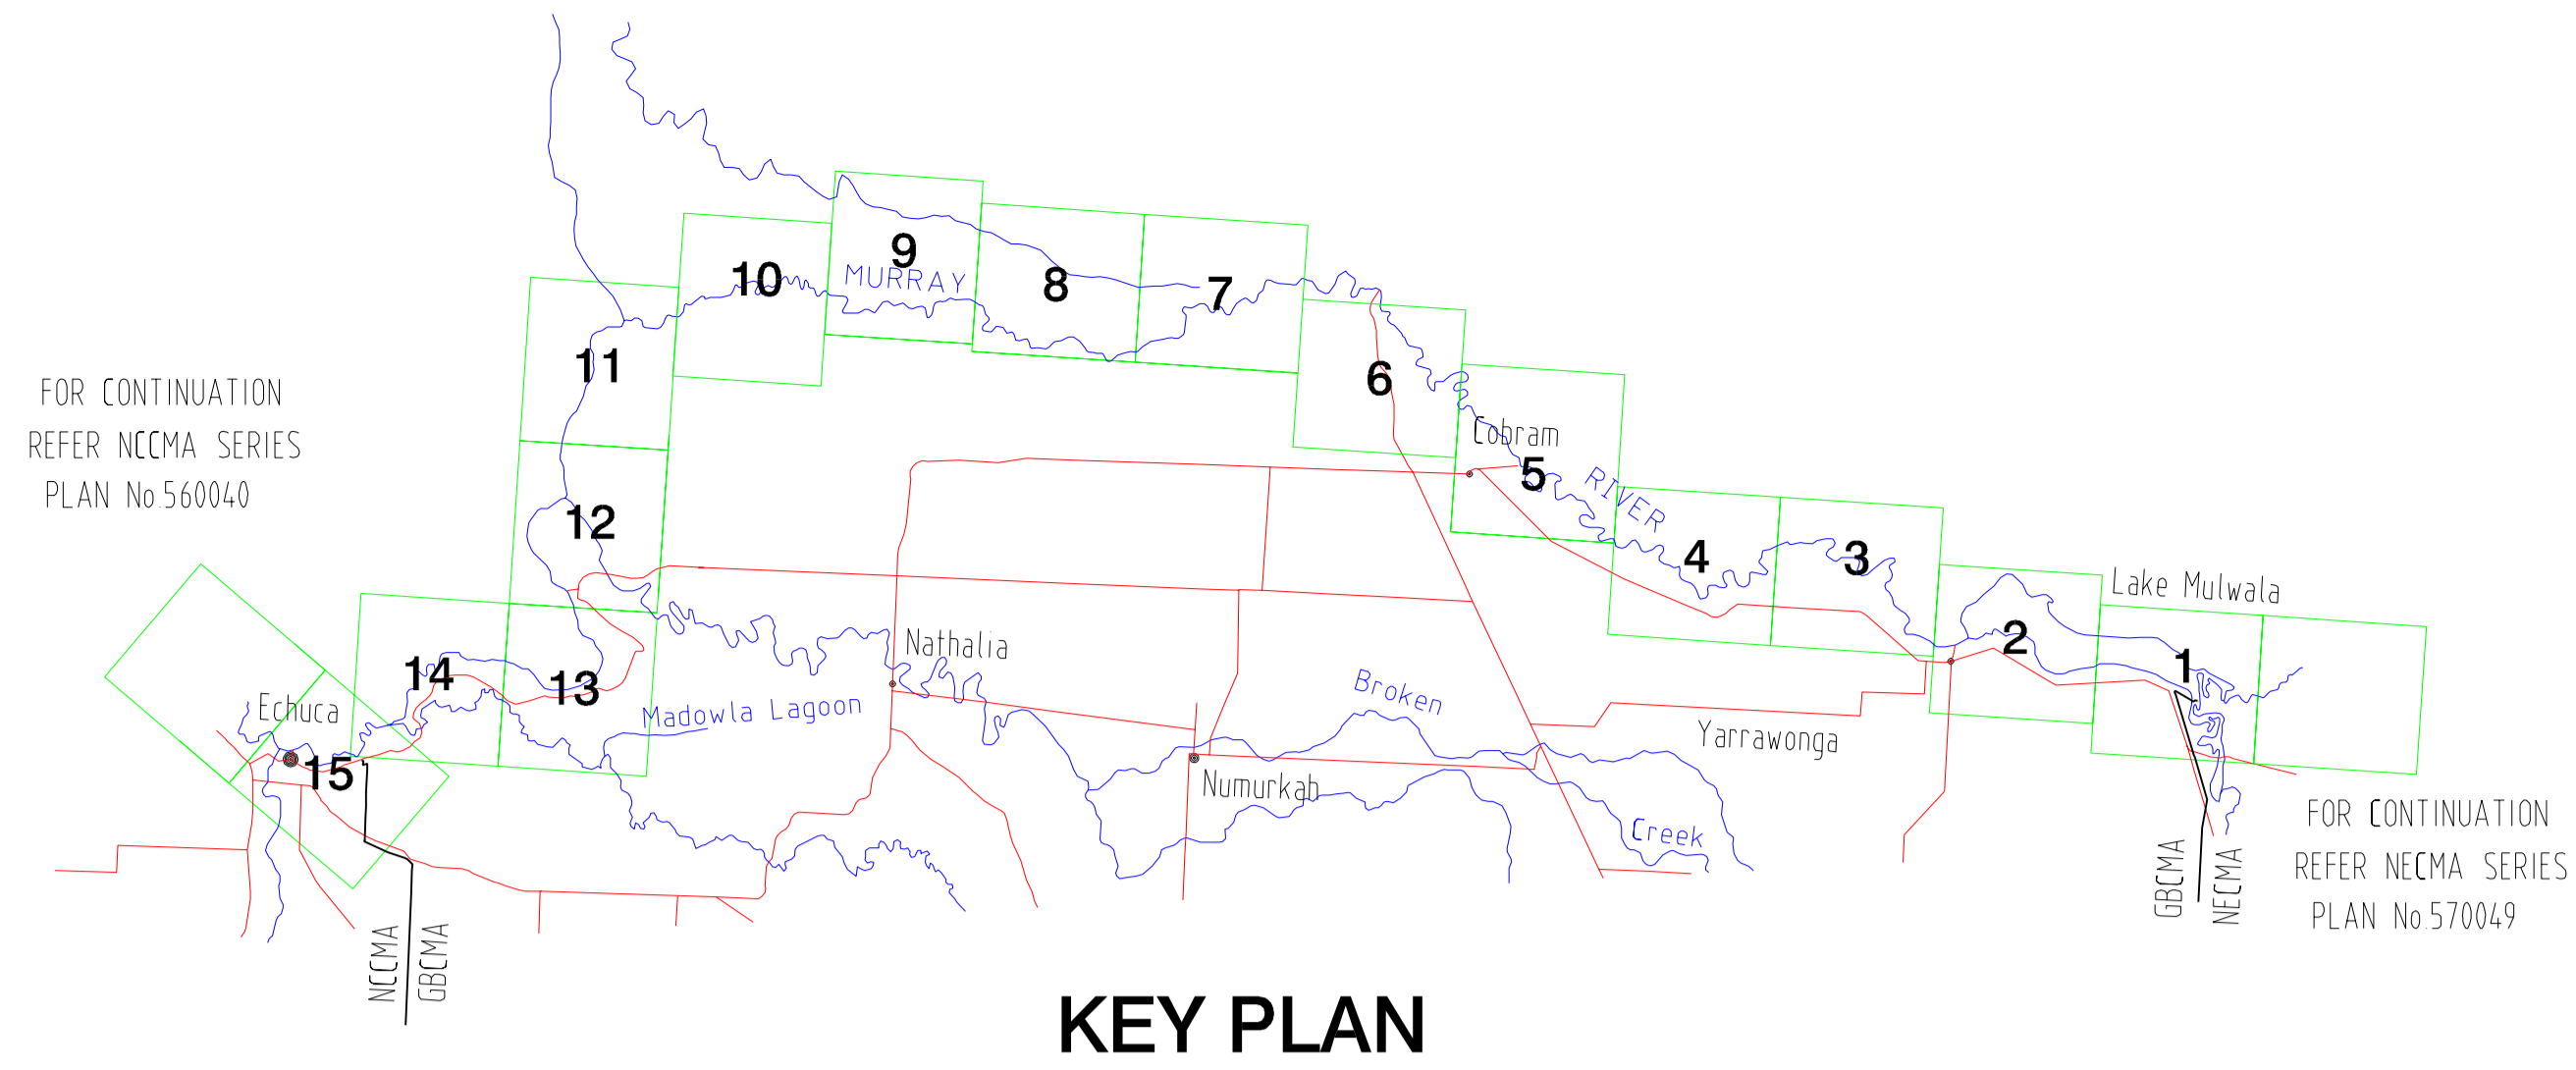 9
MURRAY
10
8
7
11
6
FOR CONTINUATION
REFER NCCMA SERIES
PLAN No.560040
Cobram
5
RIVER
12
4
3
Lake Mulwala
2
1
Nathalia
14
13
Madowla Lagoon
Echuca
15
Broken
Yarrawonga
Numurkah
Creek
FOR CONTINUATION
REFER NECMA SERIES
PLAN No.570049
GBCMA
NECMA
NCCMA
GBCMA
KEY PLAN